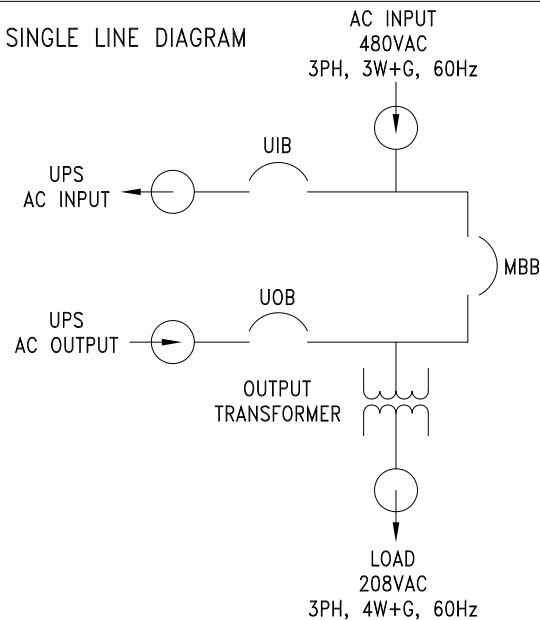 SINGLE LINE DIAGRAM
AC INPUT
480VAC
3PH, 3W+G, 60Hz
UIB
UPS
AC INPUT
MBB
UOB
UPS
AC OUTPUT
OUTPUT
TRANSFORMER
LOAD
208VAC
3PH, 4W+G, 60Hz